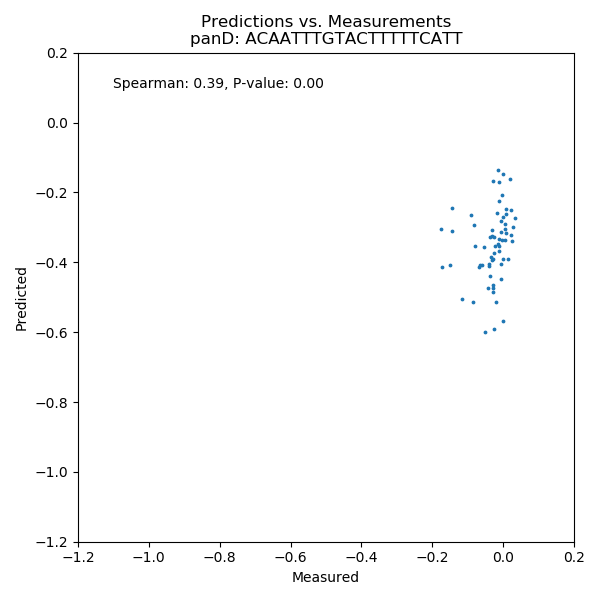 Predictions vs. Measurements
panD: ACAATTTGTACTTTTTCATT
0.2
Spearman: 0.39, P-value: 0.00
0.0
−0.2
−0.4
Predicted
−0.6
−0.8
−1.0
−1.2
−1.2 −1.0 −0.8 −0.6 −0.4 −0.2 0.0 0.2
Measured